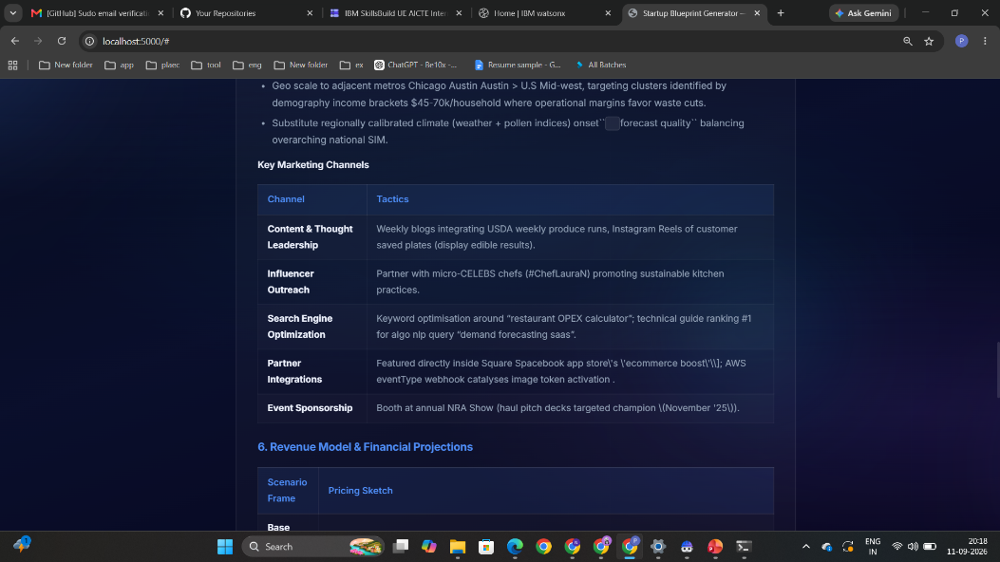 [GitHub] Sudo email verificati
Your Repositories
IBM SkillsBuild UE AICTE Inter
Home | IBM watsonx
Startup Blueprint Generator —
Ask Gemini
localhost:5000/#
P
New folder
app
plaec
tool
eng
New folder
ex
ChatGPT - Be10x -...
Resume sample - G...
All Batches
• Geo scale to adjacent metros Chicago Austin Austin > U.S Mid-west, targeting clusters identified by
demography income brackets $45-70k/household where operational margins favor waste cuts.
• Substitute regionally calibrated climate (weather + pollen indices) onset`` forecast quality`` balancing
overarching national SIM.
Key Marketing Channels
Channel
Tactics
Content & Thought
Leadership
Weekly blogs integrating USDA weekly produce runs, Instagram Reels of customer
saved plates (display edible results).
Influencer
Outreach
Partner with micro-CELEBS chefs (#ChefLauraN) promoting sustainable kitchen
practices.
Search Engine
Optimization
Keyword optimisation around “restaurant OPEX calculator”; technical guide ranking #1
for algo nlp query “demand forecasting saas”.
Partner
Integrations
Featured directly inside Square Spacebook app store\'s \'ecommerce boost\'\\]; AWS
eventType webhook catalyses image token activation .
Event Sponsorship
Booth at annual NRA Show (haul pitch decks targeted champion \(November '25\)).
6. Revenue Model & Financial Projections
Scenario
Frame
Pricing Sketch
Base
Search
ENG
IN
20:18
11-09-2026